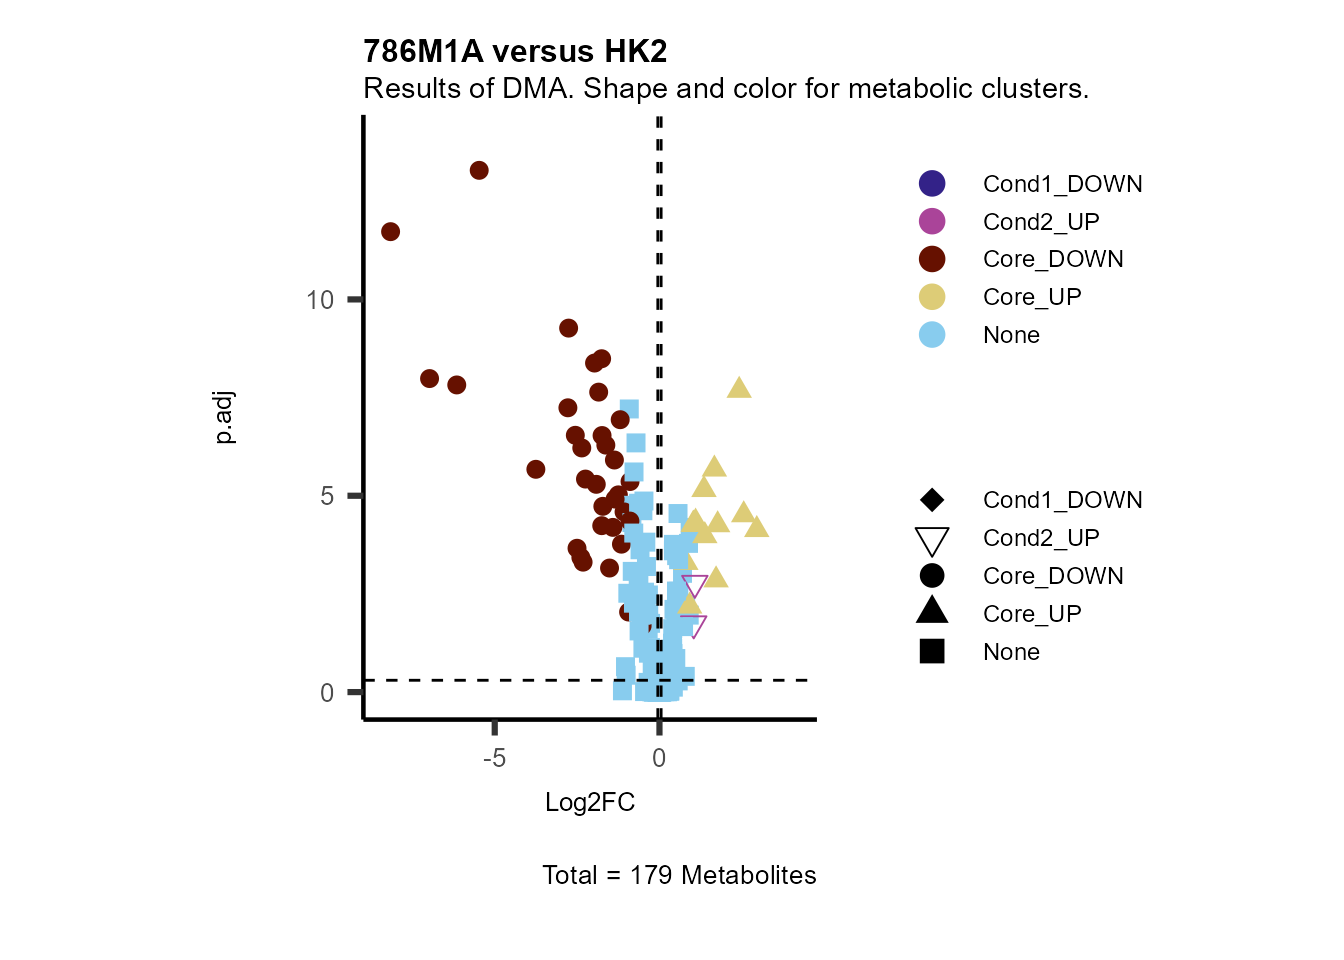 786M1A versus HK2
Results of DMA. Shape and color for metabolic clusters.
p.adj
10
5
0
-5
0
Log2FC
Total = 179 Metabolites
Cond1_DOWN
Cond2_UP
Core_DOWN
Core_UP
None
Cond1_DOWN
Cond2_UP
Core_DOWN
Core_UP
None